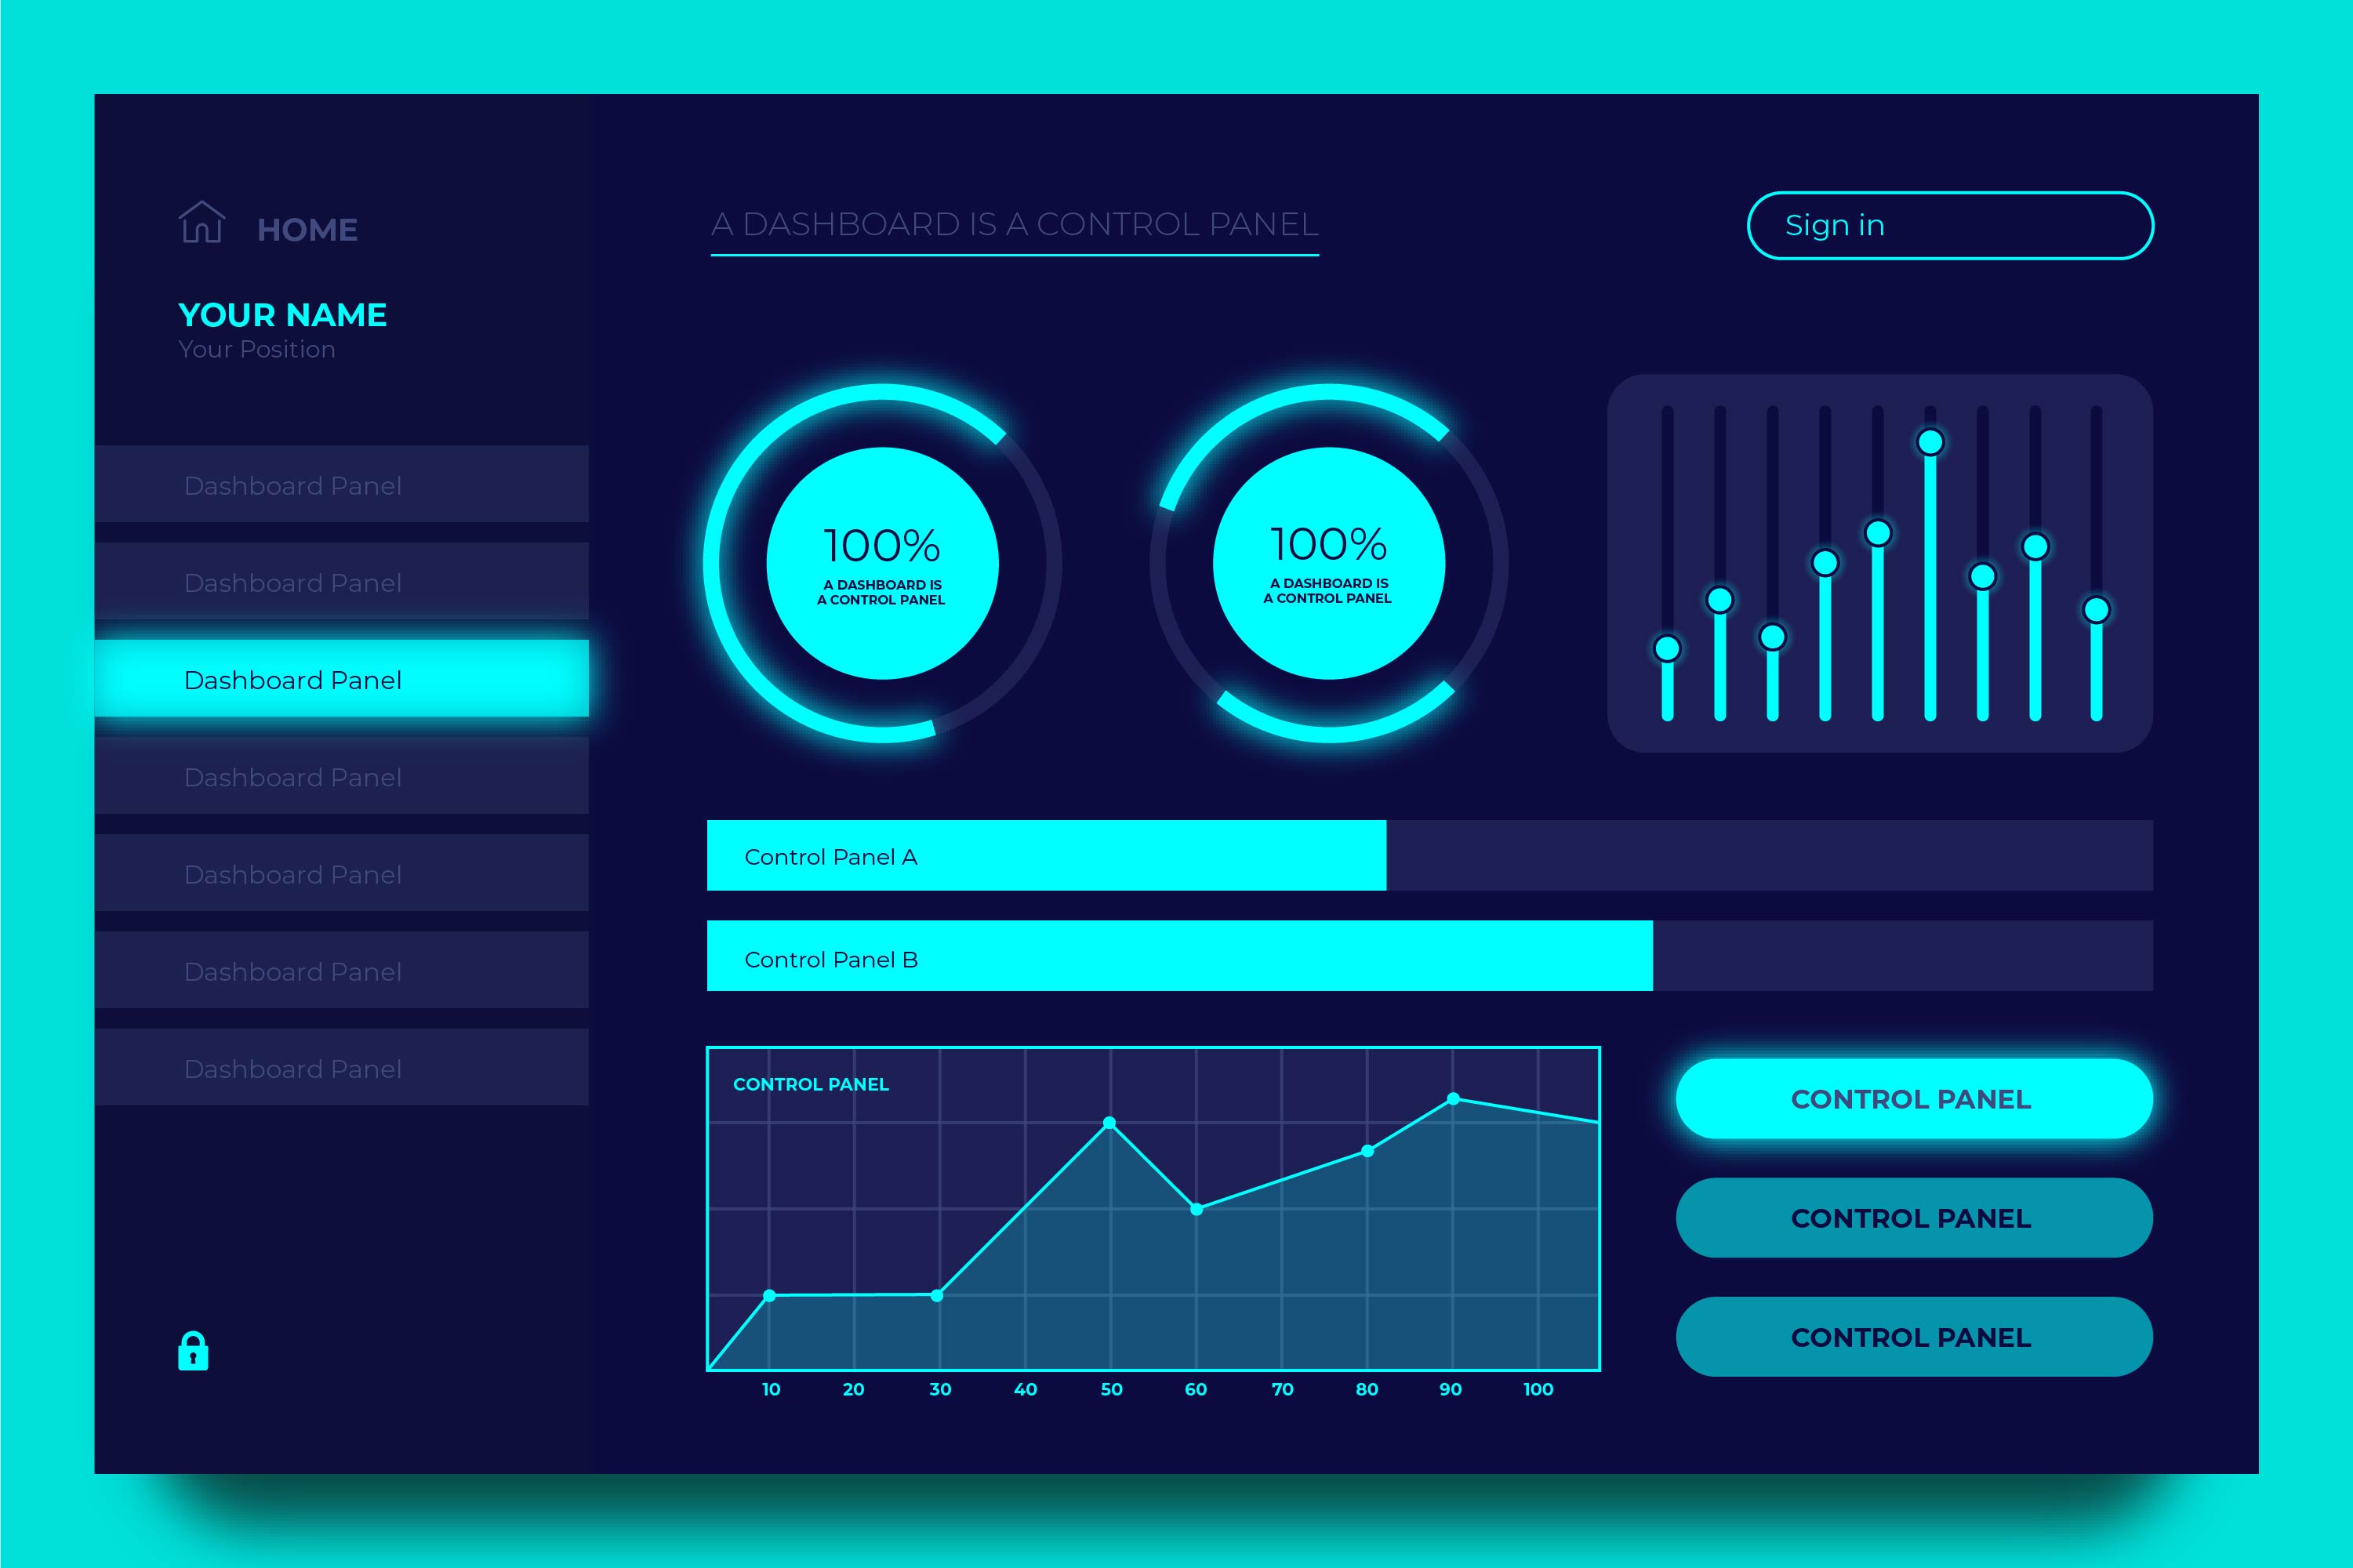 HOME
YOUR NAME
Your Position
Dashboard Panel
Dashboard Panel
Dashboard Panel
Dashboard Panel
Dashboard Panel
Dashboard Panel
Dashboard Panel
A DASHBOARD IS A CONTROL PANEL
Sign in
100%
A DASHBOARD IS
A CONTROL PANEL
100%
A DASHBOARD IS
A CONTROL PANEL
Control Panel A
Control Panel B
CONTROL PANEL
10 20 30 40 50 60 70 80 90 100
CONTROL PANEL
CONTROL PANEL
CONTROL PANEL